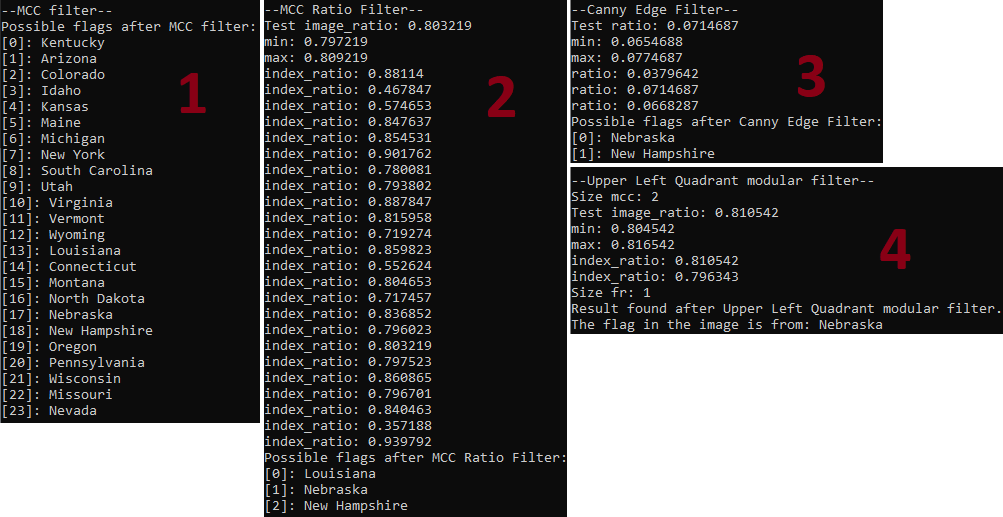 --MCC filter--
Possible flags after MCC filter:
[0]: Kentucky
[1]: Arizona
[2]: Colorado
[3]: Idaho
[4]: Kansas
[5]: Maine
[6]: Michigan
[7]: New York
[8]: South Carolina
[9]: Utah
[10]: Virginia
[11]: Vermont
[12]: Wyoming
[13]: Louisiana
[14]: Connecticut
[15]: Montana
[16]: North Dakota
[17]: Nebraska
[18]: New Hampshire
[19]: Oregon
[20]: Pennsylvania
[21]: Wisconsin
[22]: Missouri
[23]: Nevada
1
--MCC Ratio Filter--
Test image_ratio: 0.803219
min: 0.797219
max: 0.809219
index_ratio: 0.88114
index_ratio: 0.467847
index_ratio: 0.574653
index_ratio: 0.847637
index_ratio: 0.854531
index_ratio: 0.901762
index_ratio: 0.780081
index_ratio: 0.793802
index_ratio: 0.887847
index_ratio: 0.815958
index_ratio: 0.719274
index_ratio: 0.859823
index_ratio: 0.552624
index_ratio: 0.804653
index_ratio: 0.717457
index_ratio: 0.836852
index_ratio: 0.796023
index_ratio: 0.803219
index_ratio: 0.797523
index_ratio: 0.860865
index_ratio: 0.796701
index_ratio: 0.840463
index_ratio: 0.357188
index_ratio: 0.939792
Possible flags after MCC Ratio Filter:
[0]: Louisiana
[1]: Nebraska
[2]: New Hampshire
2
--Canny Edge Filter--
Test ratio: 0.0714687
min: 0.0654688
max: 0.0774687
ratio: 0.0379642
ratio: 0.0714687
ratio: 0.0668287
Possible flags after Canny Edge Filter:
[0]: Nebraska
[1]: New Hampshire
3
--Upper Left Quadrant modular filter--
Size mcc: 2
Test image_ratio: 0.810542
min: 0.804542
max: 0.816542
index_ratio: 0.810542
index_ratio: 0.796343
Size fr: 1
Result found after Upper Left Quadrant modular filter.
The flag in the image is from: Nebraska
4